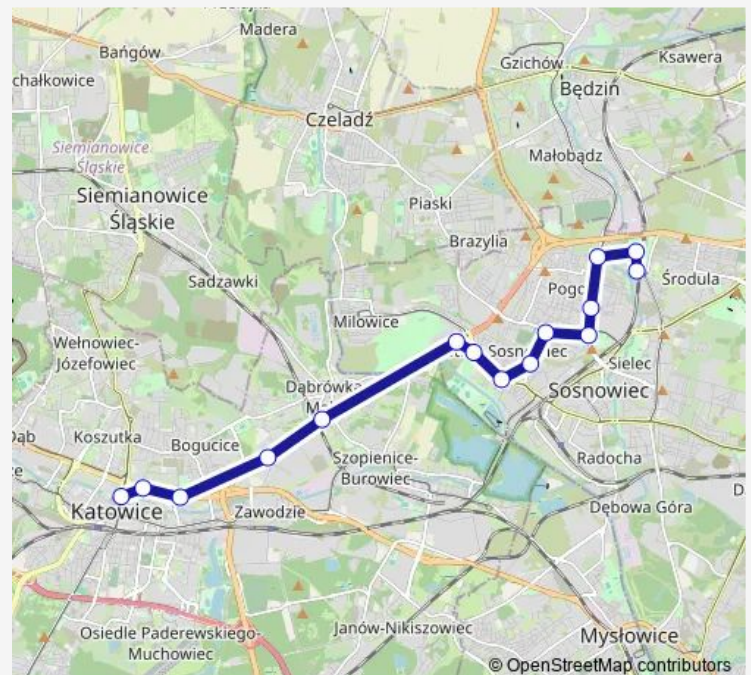 Madera
Bańgów
Gzichów
Ksawera
chałkowice
Będzin
Czeladź
Siemianowice
Śląskie
Małobądz
Siemianowice
Śląskie
Piaski
Brazylia
Sadzawki
Środula
Pogo
Milowice
Wełnowiec-
Józefowiec
Sielec
Dąbrówka
Sosnowiec
Dąb
Koszutka
Bogucice
Szopienice-
Burowiec
Radocha
Katowice
Zawodzie
D
Dębowa Góra
Osiedle Paderewskiego-
Muchowiec
Janów-Nikiszowiec
Mysłowice
© OpenStreetMap contributors